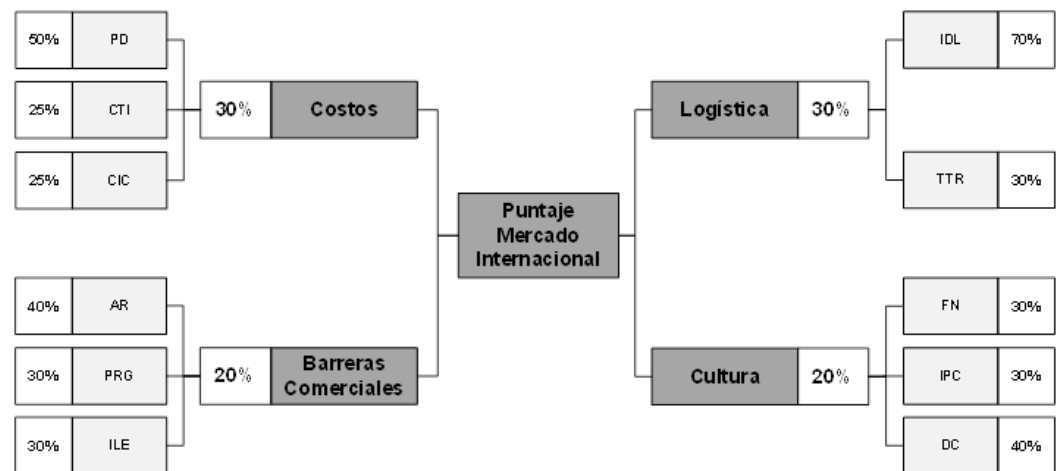 50% PD
25% CTI
25% CIC
30% Costos
40% AR
30% PRG
30% ILE
20% Barreras
Comerciales
Puntaje
Mercado
Internacional
Logística 30%
IDL 70%
TTR 30%
Cultura 20%
FN 30%
IPC 30%
DC 40%